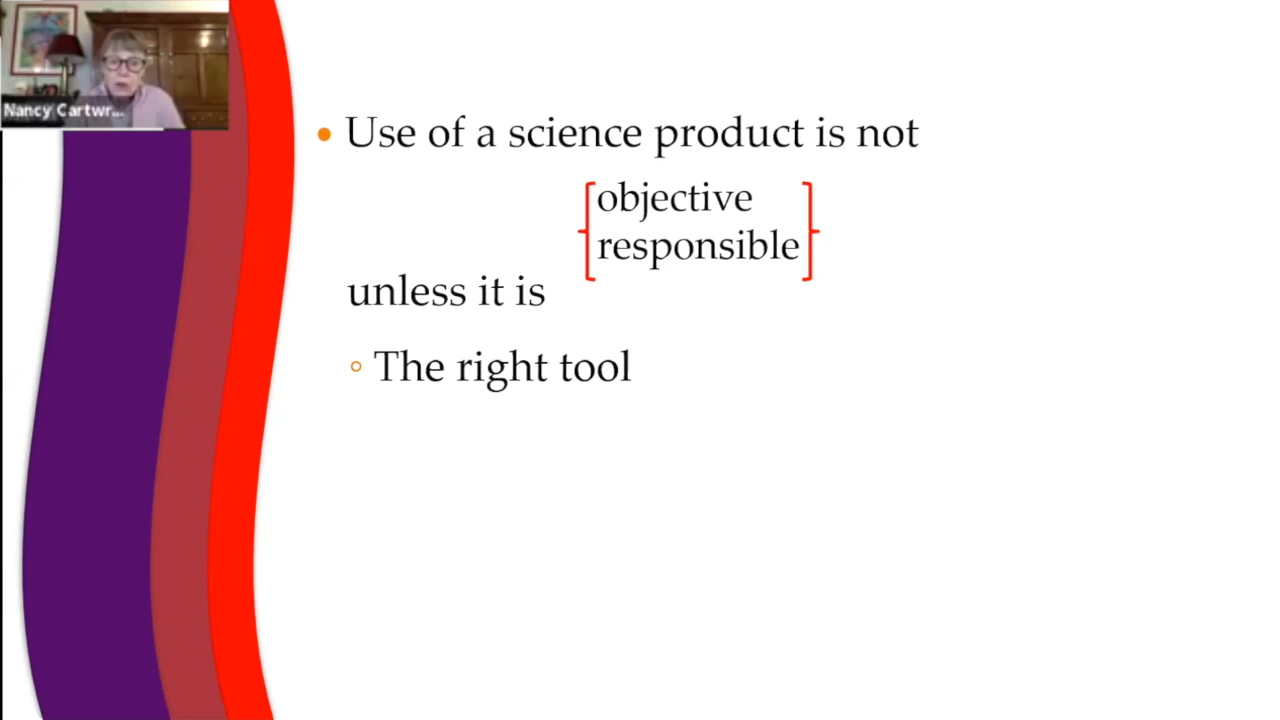 Nancy Cartwr...
• Use of a science product is not
objective
responsible
unless it is
◦ The right tool